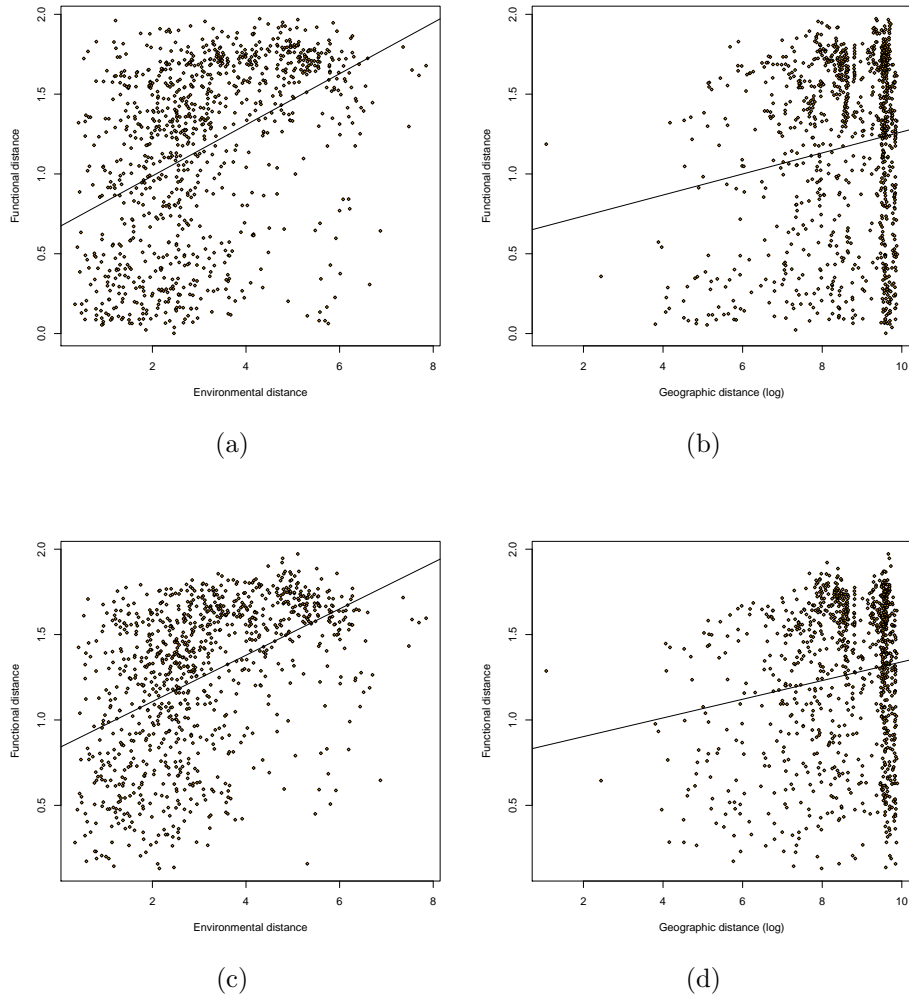 2.0
1.5
1.0
0.5
0.0
Functional distance
2 4 6 8
Environmental distance
(a)
2.0
1.5
1.0
0.5
0.0
Functional distance
2 4 6 8 10
Geographic distance (log)
(b)
2.0
1.5
1.0
0.5
Functional distance
2 4 6 8
Environmental distance
(c)
2.0
1.5
1.0
0.5
Functional distance
2 4 6 8 10
Geographic distance (log)
(d)